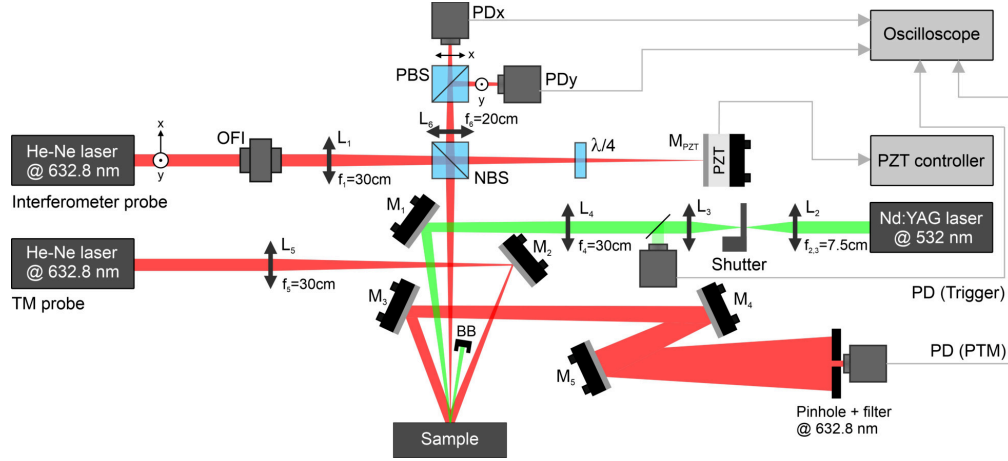 PDx
Oscilloscope
x
PBS
PDy
y
L6
f6=20cm
OFI
L1
x
y
He-Ne laser
@ 632.8 nm
Interferometer probe
f1=30cm
NBS
λ/4
MPZT
PZT
PZT controller
M1
L4
L3
L2
Nd:YAG laser
@ 532 nm
f4=30cm
Shutter
f2,3=7.5cm
L5
M2
He-Ne laser
@ 632.8 nm
TM probe
f5=30cm
M3
M4
PD (Trigger)
BB
M5
PD (PTM)
Pinhole + filter
@ 632.8 nm
Sample